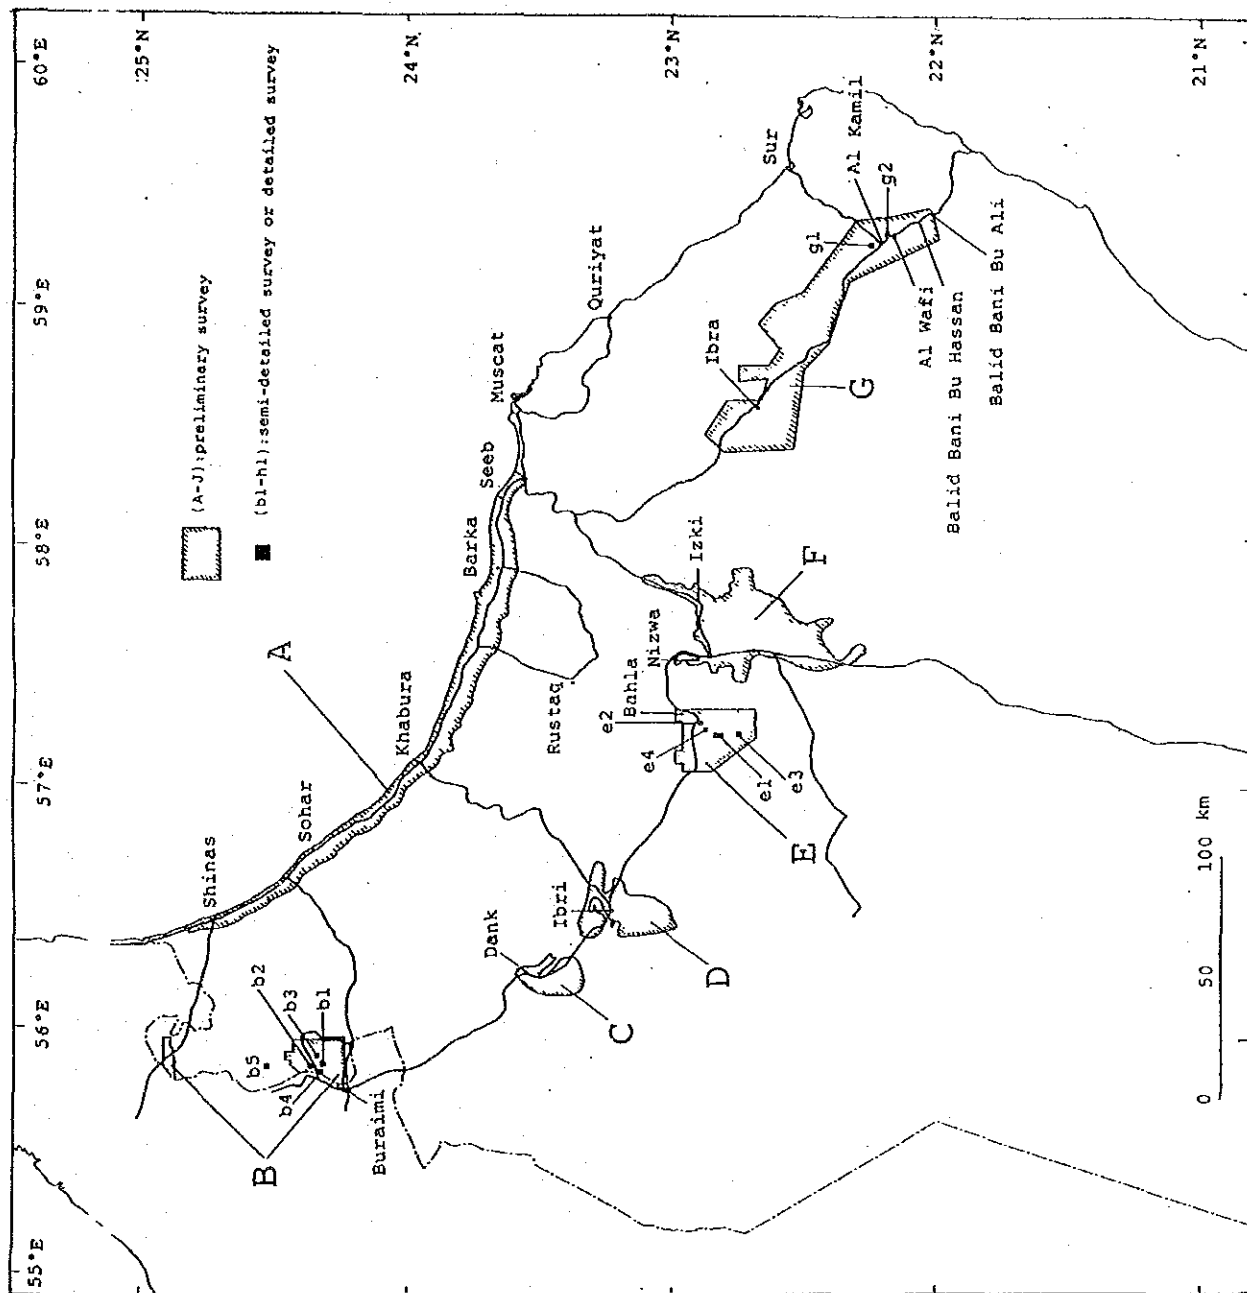 60°E
59°E
58°E
57°E
56°E
55°E
25°N
24°N
23°N
22°N
21°N
(A-J):preliminary survey
(b1-h1):semi-detailed survey or detailed survey
A
B
C
D
E
F
G
Shinas
Sohar
Khabura
Barka
Seeb
Muscat
Quriyat
Sur
Rustaq
Buraimi
b1
b2
b3
b4
b5
Dank
Ibri
Bahla
Nizwa
Izki
e1
e2
e3
e4
Ibra
g1
g2
Al Kamil
Al Wafi
Balid Bani Bu Hassan
Balid Bani Bu Ali
0 50 100 km